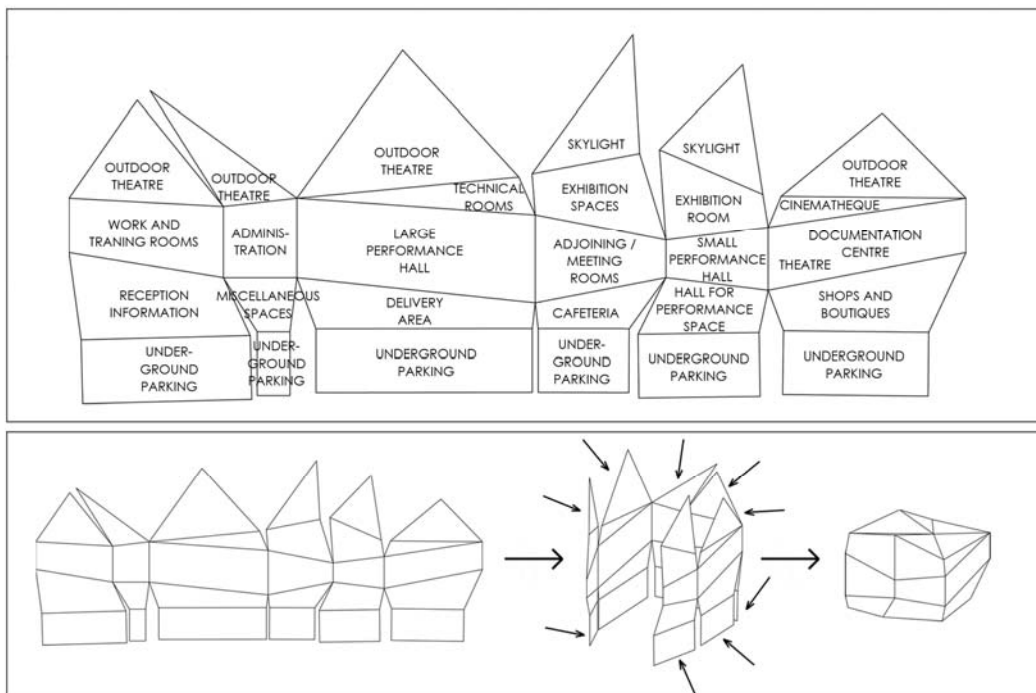 OUTDOOR
THEATRE
OUTDOOR
THEATRE
OUTDOOR
THEATRE
TECHNICAL
ROOMS
SKYLIGHT
EXHIBITION
SPACES
SKYLIGHT
EXHIBITION
ROOM
OUTDOOR
THEATRE
CINEMATHEQUE
WORK AND
TRANING ROOMS
ADMINIS-
TRATION
LARGE
PERFORMANCE
HALL
ADJOINING /
MEETING
ROOMS
SMALL
PERFORMANCE
HALL
DOCUMENTATION
CENTRE
THEATRE
RECEPTION
INFORMATION
MISCELLANEOUS
SPACES
DELIVERY
AREA
CAFETERIA
HALL FOR
PERFORMANCE
SPACE
SHOPS AND
BOUTIQUES
UNDER-
GROUND
PARKING
UNDER-
GROUND
PARKING
UNDERGROUND
PARKING
UNDER-
GROUND
PARKING
UNDERGROUND
PARKING
UNDERGROUND
PARKING